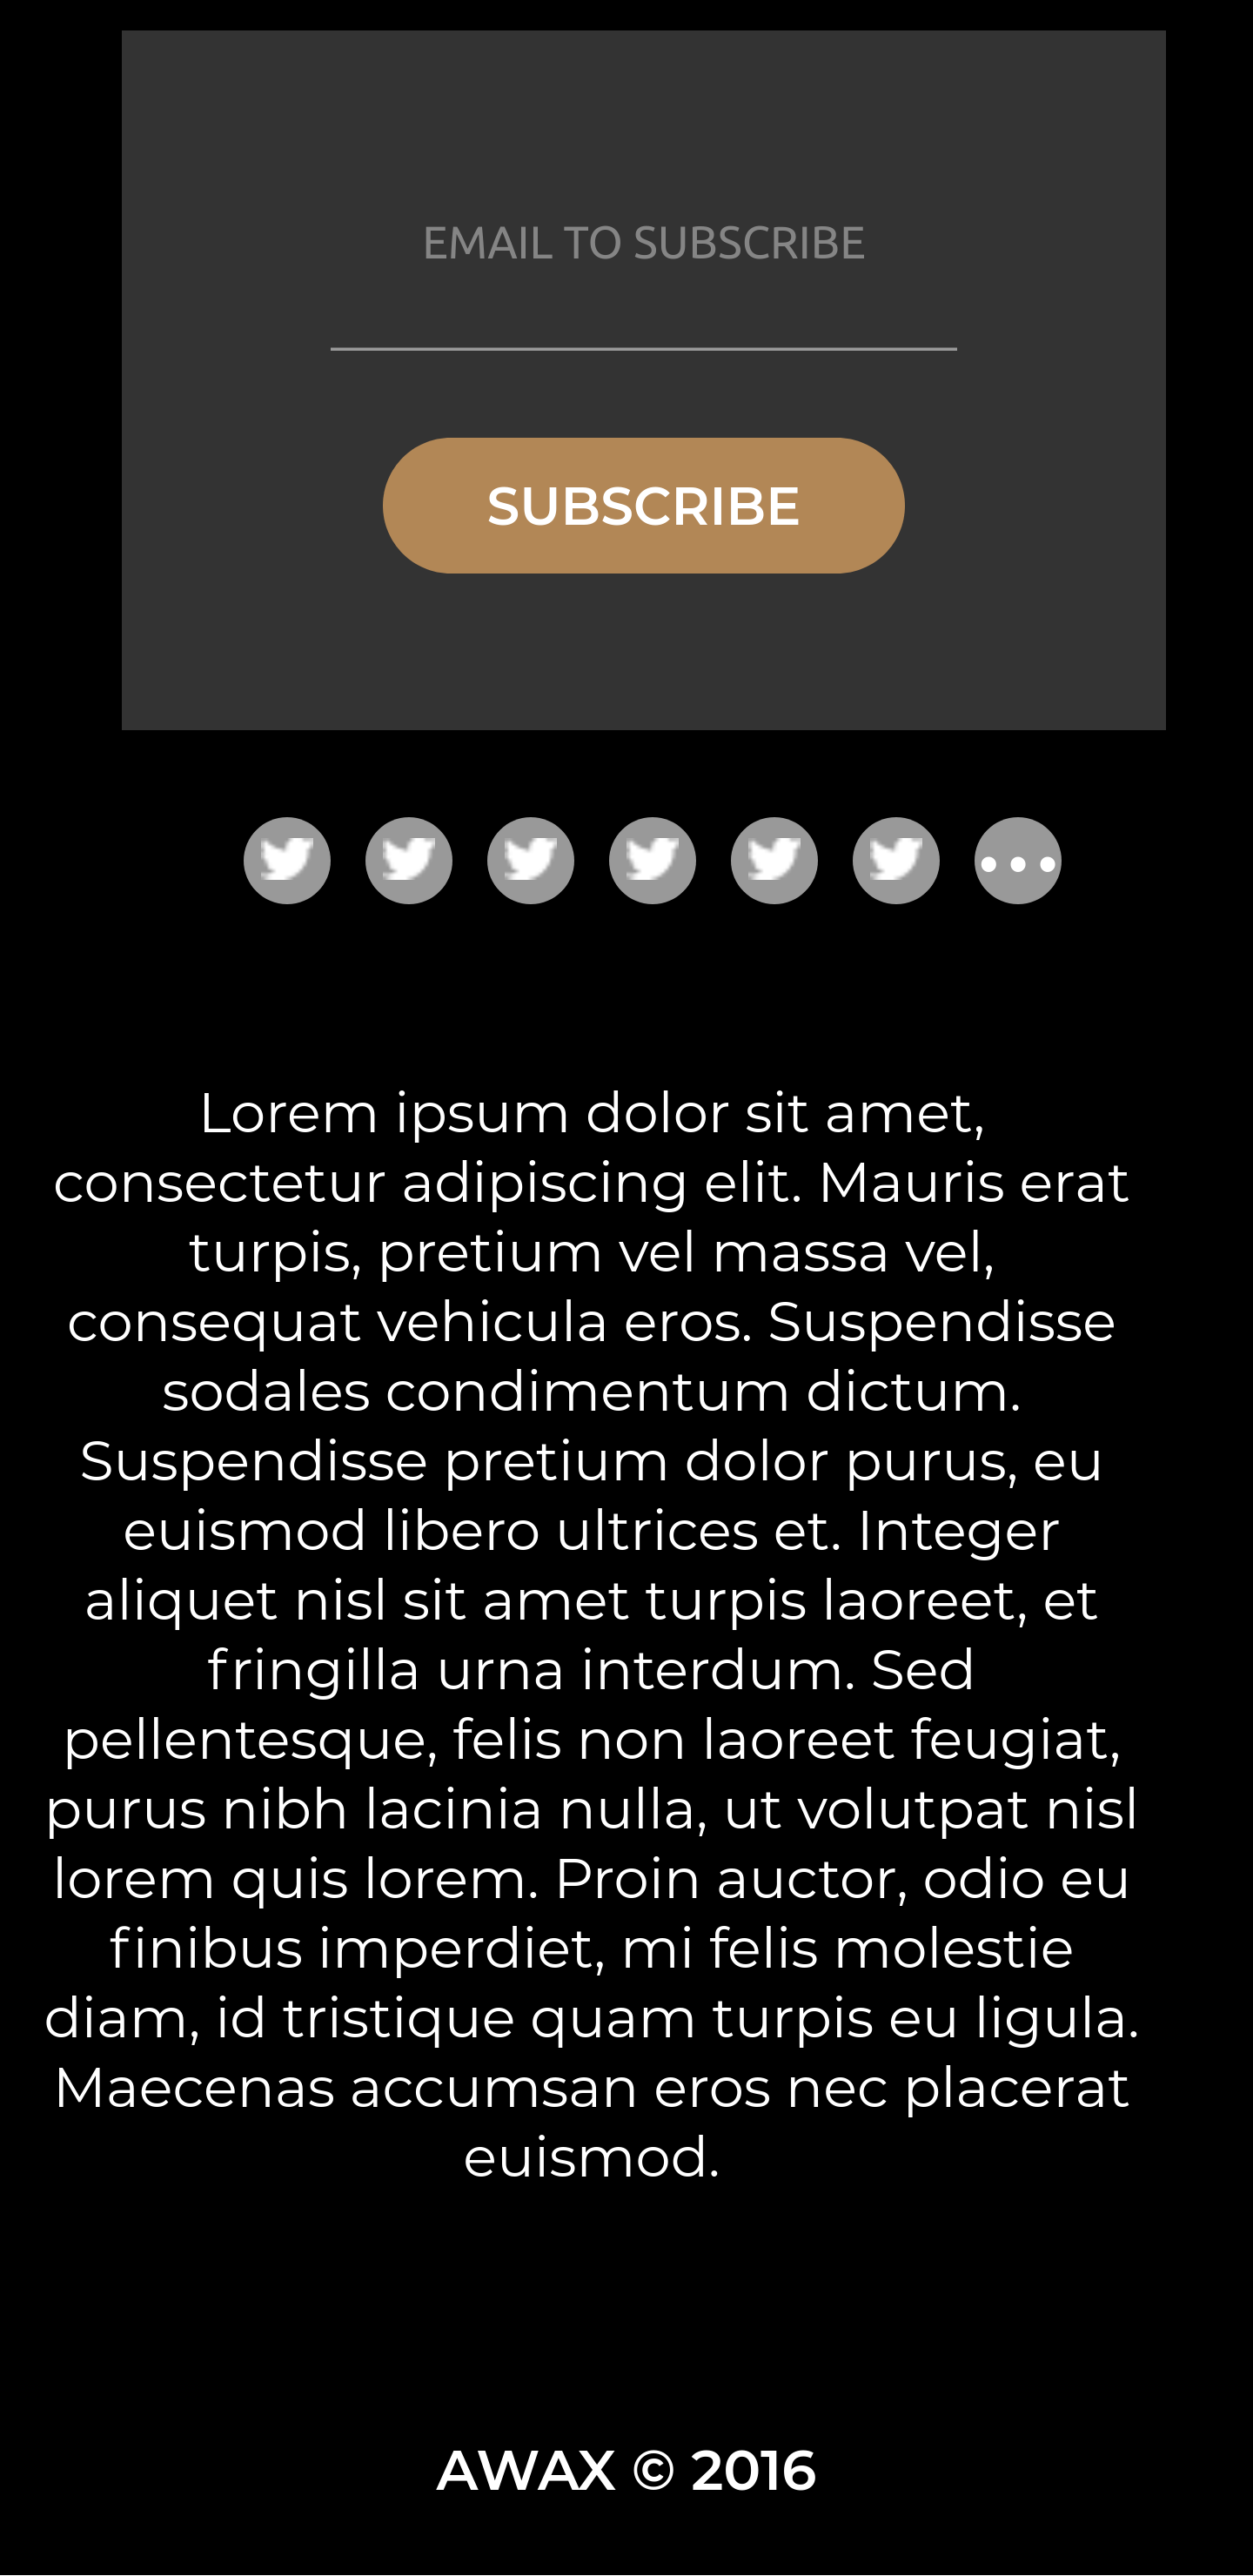 EMAIL TO SUBSCRIBE
SUBSCRIBE
Lorem ipsum dolor sit amet,
consectetur adipiscing elit. Mauris erat
turpis, pretium vel massa vel,
consequat vehicula eros. Suspendisse
sodales condimentum dictum.
Suspendisse pretium dolor purus, eu
euismod libero ultrices et. Integer
aliquet nisl sit amet turpis laoreet, et
fringilla urna interdum. Sed
pellentesque, felis non laoreet feugiat,
purus nibh lacinia nulla, ut volutpat nisl
lorem quis lorem. Proin auctor, odio eu
finibus imperdiet, mi felis molestie
diam, id tristique quam turpis eu ligula.
Maecenas accumsan eros nec placerat
euismod.
AWAX © 2016